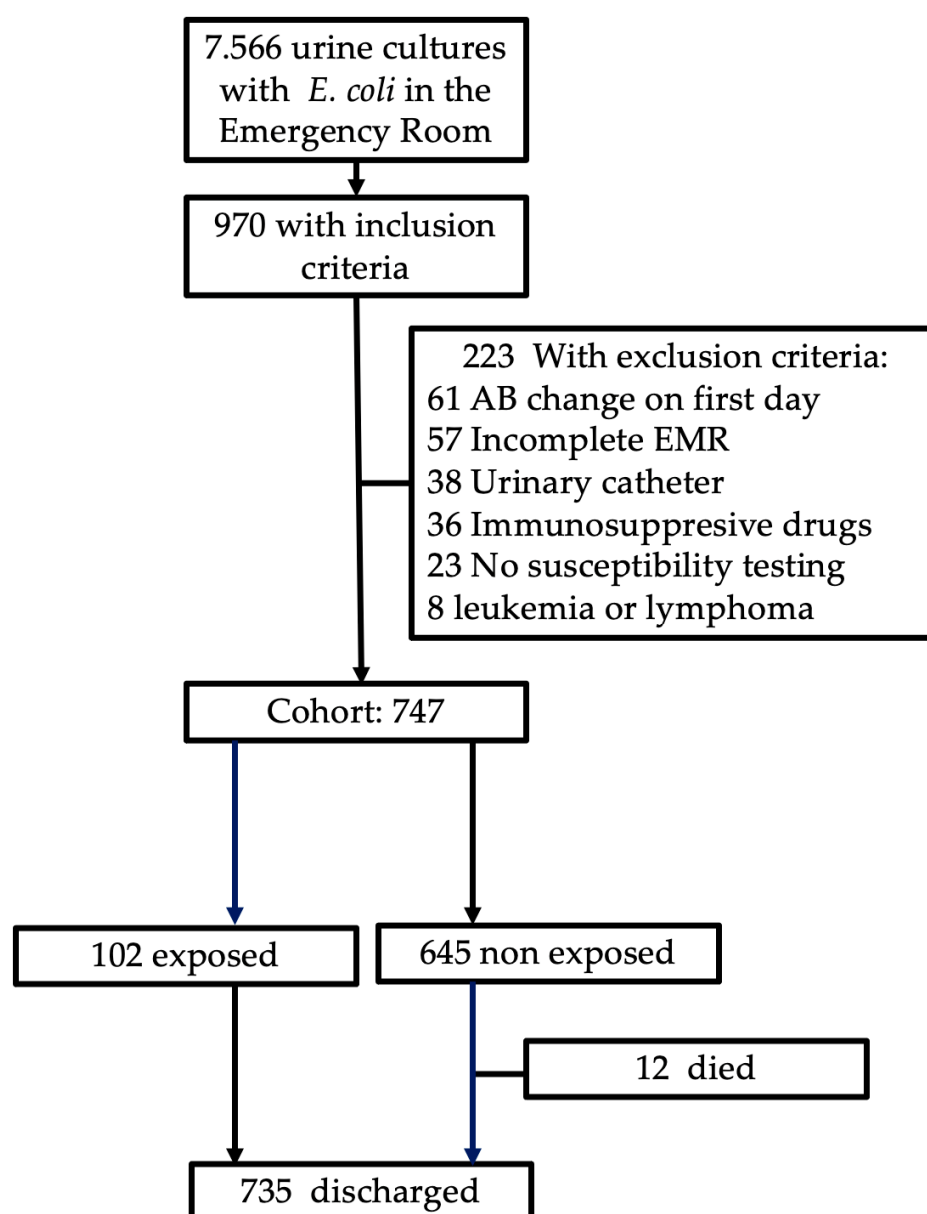 7.566 urine cultures
with E. coli in the
Emergency Room
970 with inclusion
criteria
223 With exclusion criteria:
61 AB change on first day
57 Incomplete EMR
38 Urinary catheter
36 Immunosuppresive drugs
23 No susceptibility testing
8 leukemia or lymphoma
Cohort: 747
102 exposed
645 non exposed
12 died
735 discharged